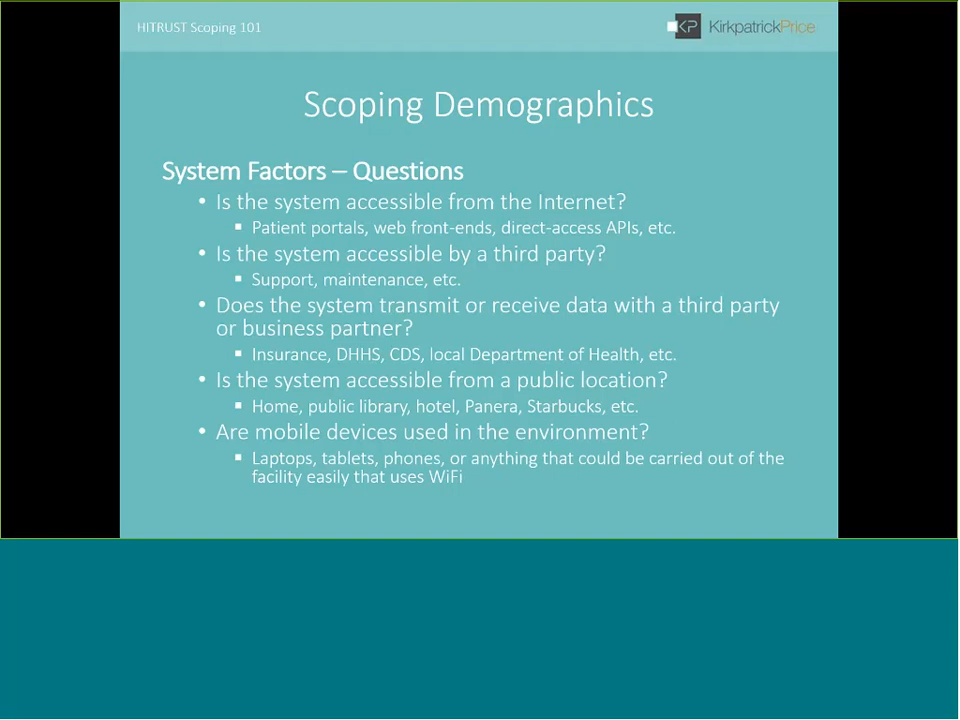 HITRUST Scoping 101
KP KirkpatrickPrice
Scoping Demographics
System Factors – Questions
• Is the system accessible from the Internet?
▪ Patient portals, web front-ends, direct-access APIs, etc.
• Is the system accessible by a third party?
▪ Support, maintenance, etc.
• Does the system transmit or receive data with a third party
or business partner?
▪ Insurance, DHHS, CDS, local Department of Health, etc.
• Is the system accessible from a public location?
▪ Home, public library, hotel, Panera, Starbucks, etc.
• Are mobile devices used in the environment?
▪ Laptops, tablets, phones, or anything that could be carried out of the
facility easily that uses WiFi